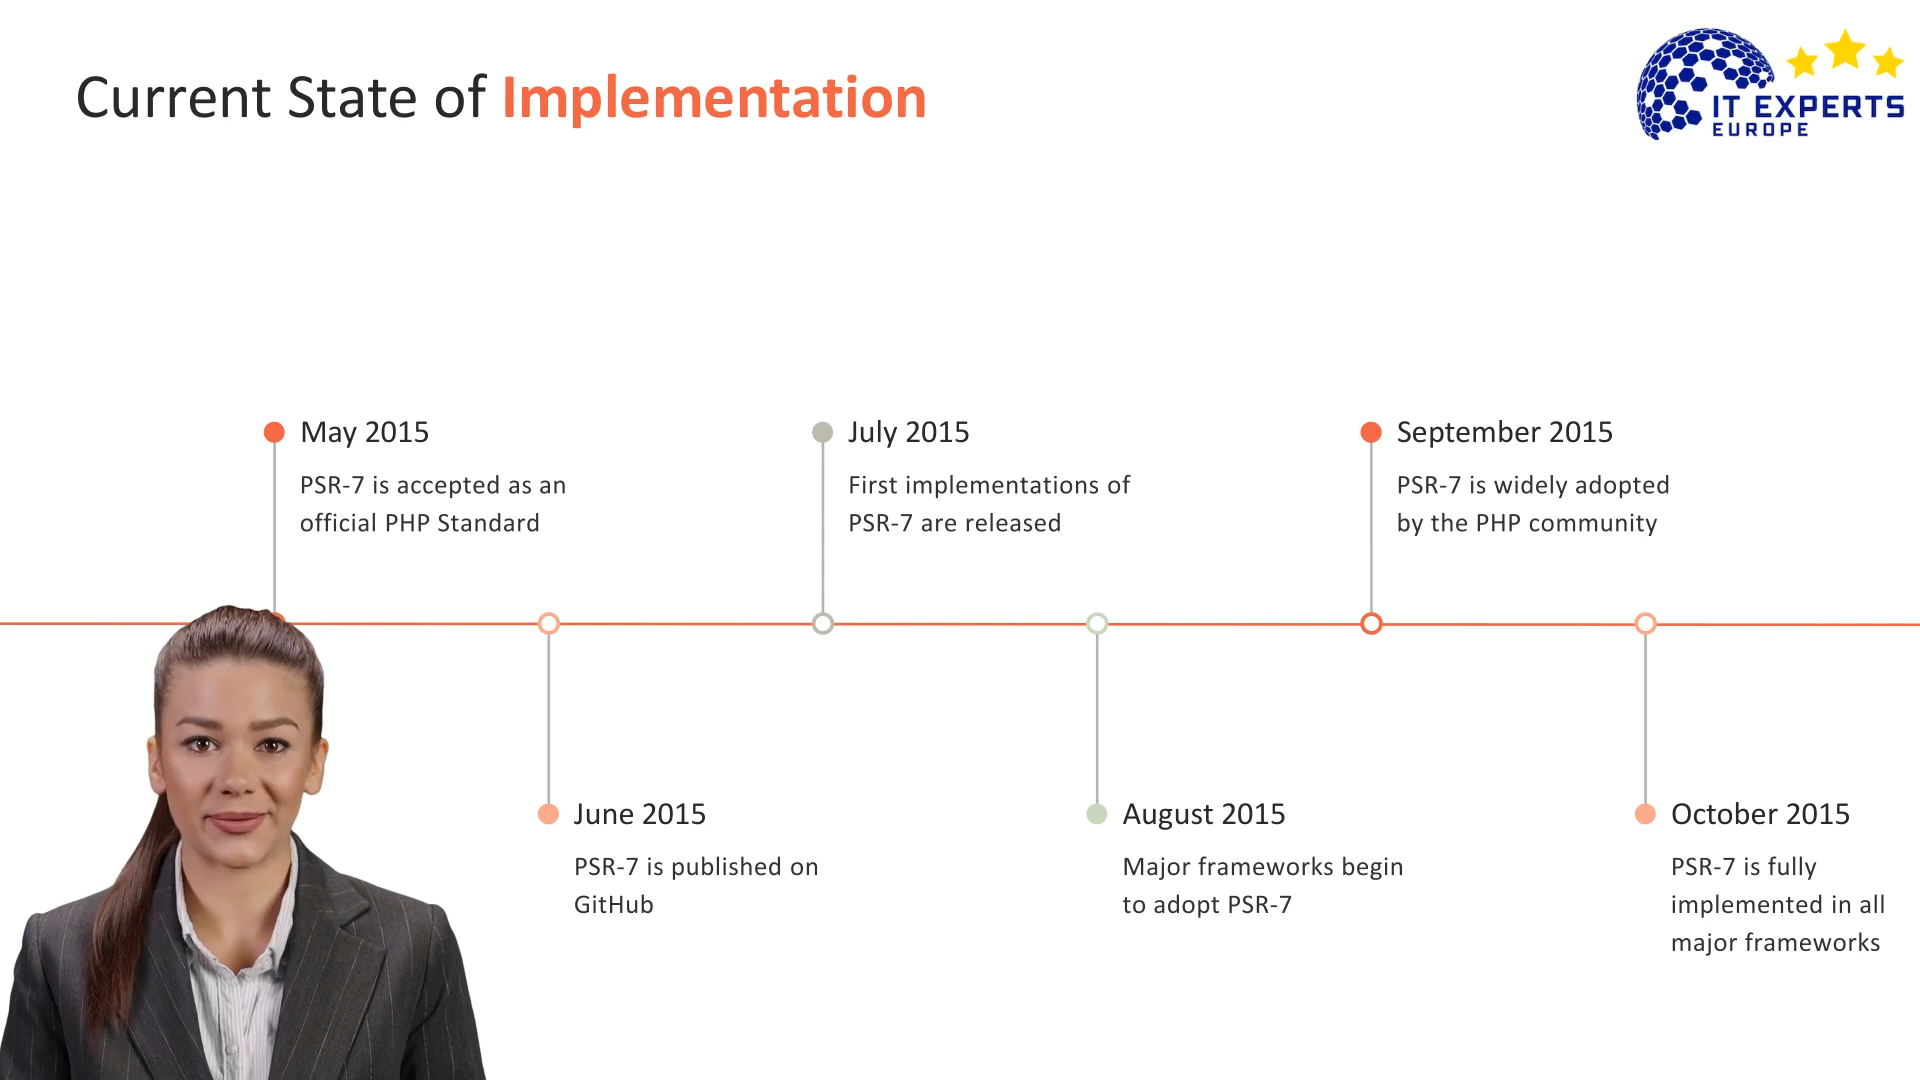 Current State of Implementation
IT EXPERTS
EUROPE
May 2015
PSR-7 is accepted as an
official PHP Standard
July 2015
First implementations of
PSR-7 are released
September 2015
PSR-7 is widely adopted
by the PHP community
June 2015
PSR-7 is published on
GitHub
August 2015
Major frameworks begin
to adopt PSR-7
October 2015
PSR-7 is fully
implemented in all
major frameworks